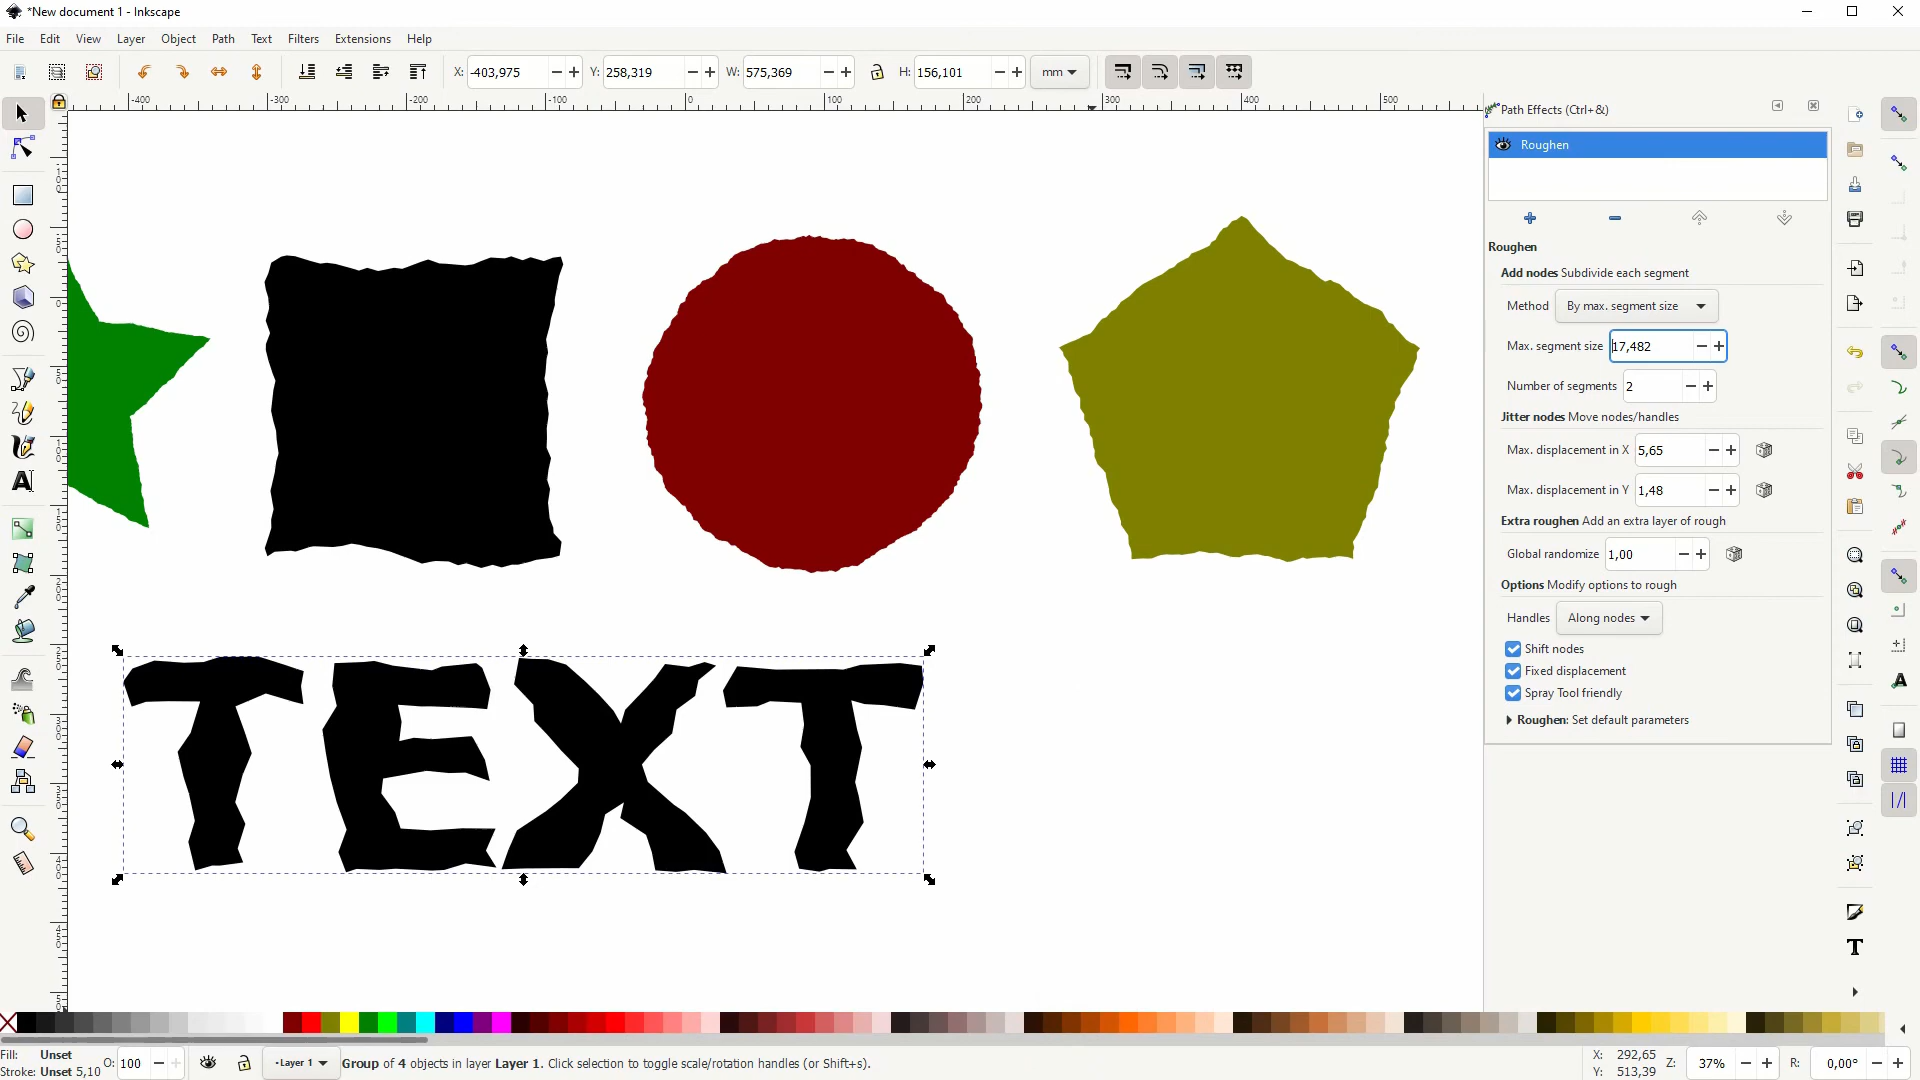 *New document 1 - Inkscape
File Edit View Layer Object Path Text Filters Extensions Help
X: -403,975 Y: 258,319 W: 575,369 H: 156,101 mm
-400 -300 -200 -100 0 100 200 300 400 500
Path Effects (Ctrl+&)
Roughen
Roughen
Add nodes Subdivide each segment
Method By max. segment size
Max. segment size 17,482
Number of segments 2
Jitter nodes Move nodes/handles
Max. displacement in X 5,65
Max. displacement in Y 1,48
Extra roughen Add an extra layer of rough
Global randomize 1,00
Options Modify options to rough
Handles Along nodes
Shift nodes
Fixed displacement
Spray Tool friendly
Roughen: Set default parameters
TEXT
Fill: Unset
Stroke: Unset 5,10 O: 100 •Layer 1 Group of 4 objects in layer Layer 1. Click selection to toggle scale/rotation handles (or Shift+s).
X: 292,65
Y: 513,39
Z: 37% R: 0,00°